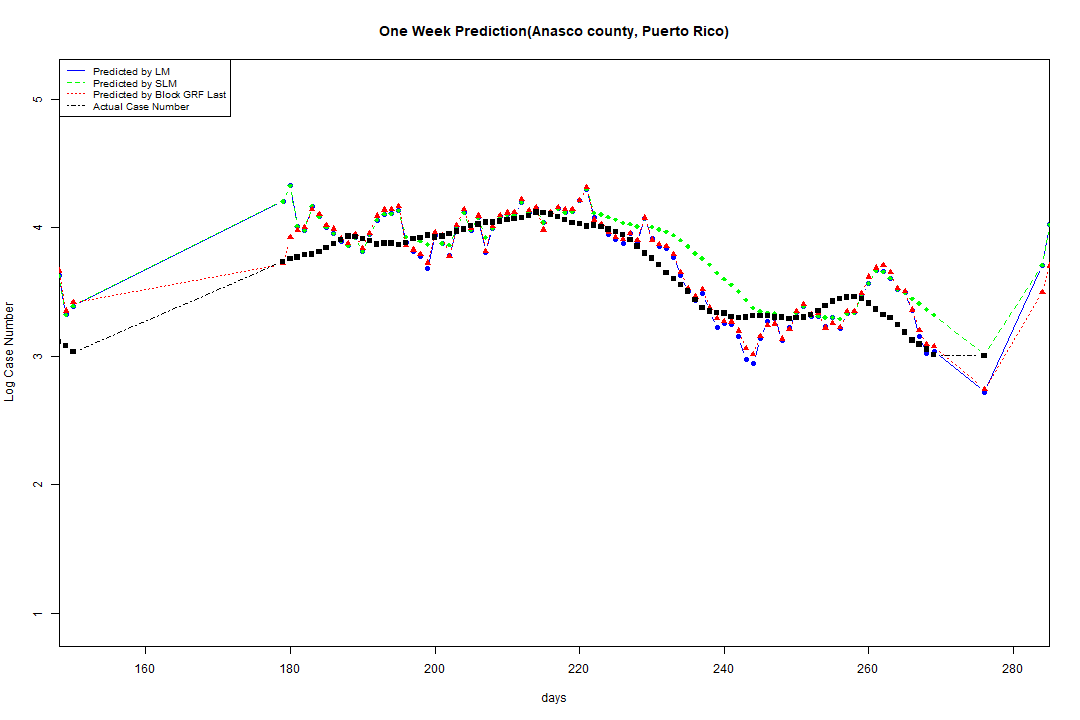 One Week Prediction(Anasco county, Puerto Rico)
Predicted by LM
Predicted by SLM
Predicted by Block GRF Last
Actual Case Number
5
4
3
2
1
Log Case Number
160 180 200 220 240 260 280
days